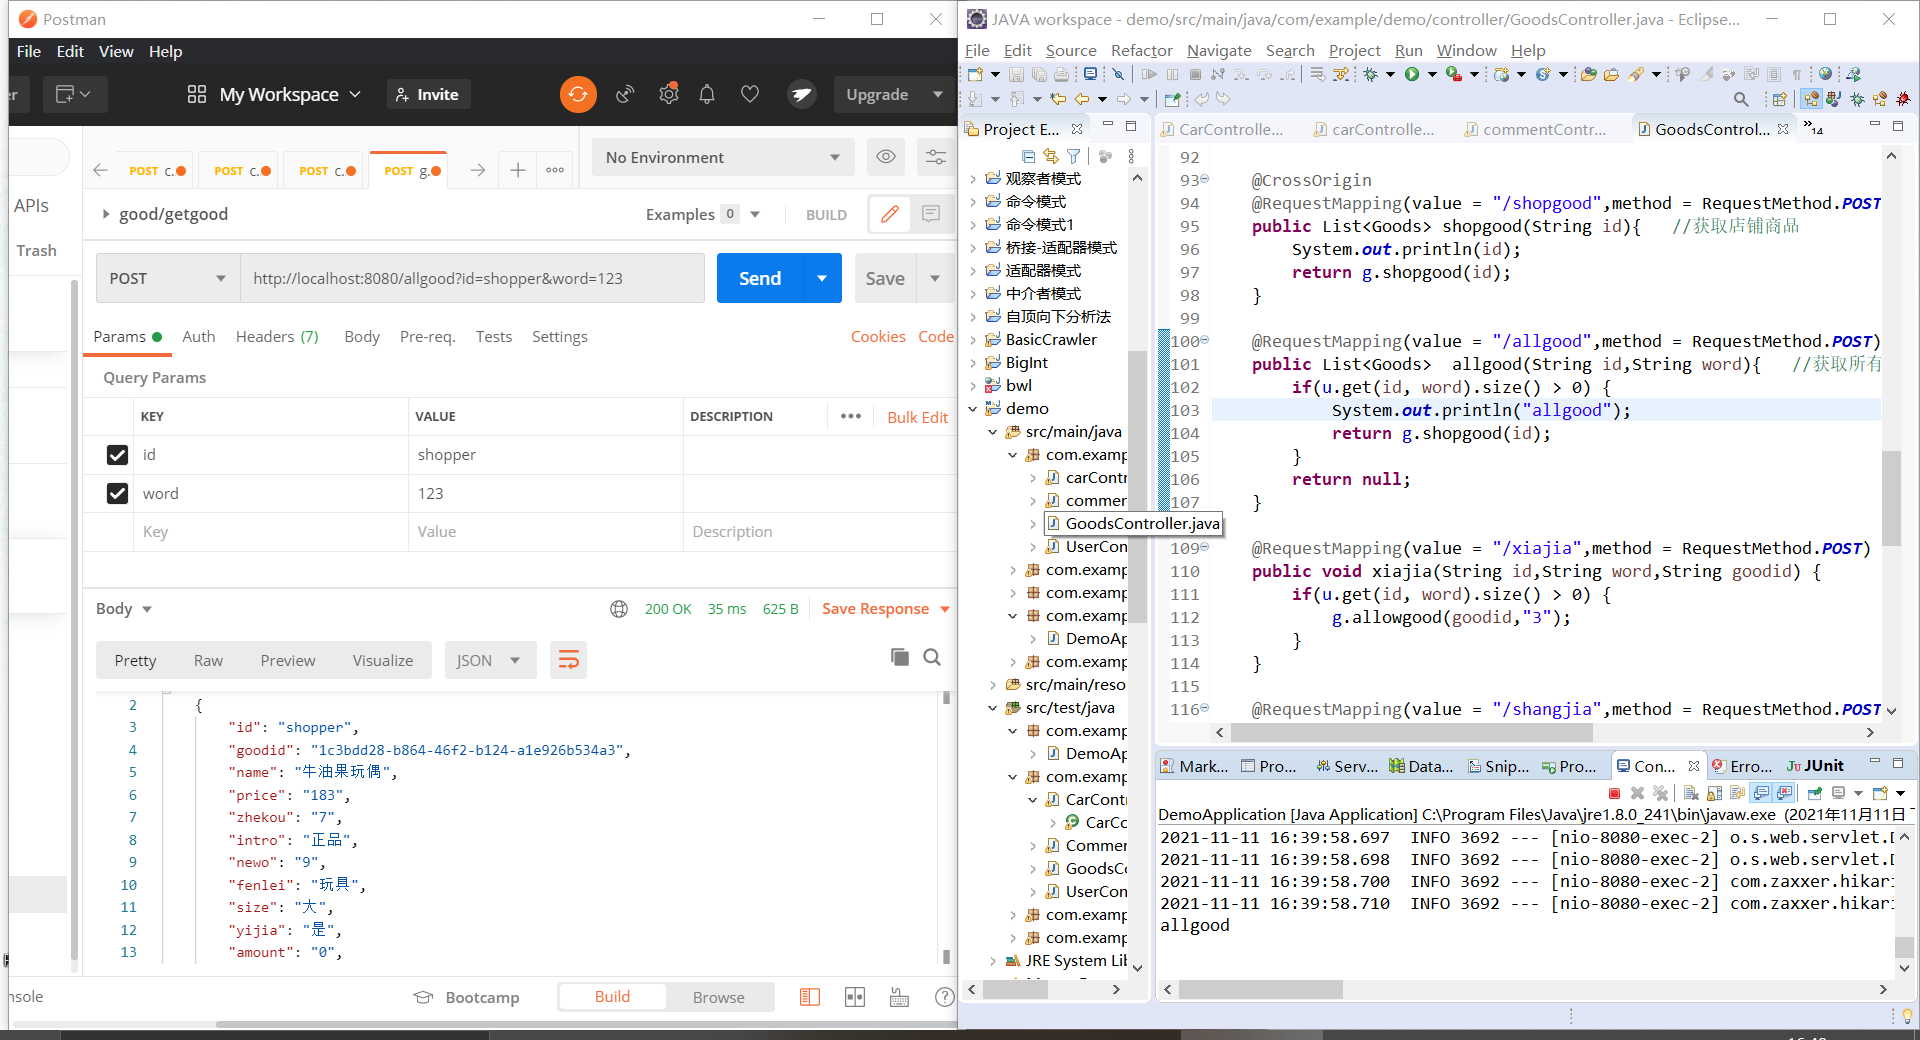 Postman
File Edit View Help
er
My Workspace
Invite
Upgrade
APIs
Trash
POST c.
POST c.
POST c.
POST g.
No Environment
good/getgood
Examples 0
BUILD
POST
http://localhost:8080/allgood?id=shopper&word=123
Send
Save
Params
Auth
Headers (7)
Body
Pre-req.
Tests
Settings
Cookies
Code
Query Params
KEY
VALUE
DESCRIPTION
Bulk Edit
id
shopper
word
123
Key
Value
Description
Body
200 OK
35 ms
625 B
Save Response
Pretty
Raw
Preview
Visualize
JSON
2 {
3 "id": "shopper",
4 "goodid": "1c3bdd28-b864-46f2-b124-a1e926b534a3",
5 "name": "牛油果玩偶",
6 "price": "183",
7 "zhekou": "7",
8 "intro": "正品",
9 "newo": "9",
10 "fenlei": "玩具",
11 "size": "大",
12 "yijia": "是",
13 "amount": "0",
nsole
Bootcamp
Build
Browse
JAVA workspace - demo/src/main/java/com/example/demo/controller/GoodsController.java - Eclipse...
File Edit Source Refactor Navigate Search Project Run Window Help
Project E...
观察者模式
命令模式
命令模式1
桥接-适配器模式
适配器模式
中介者模式
自顶向下分析法
BasicCrawler
BigInt
bwl
demo
src/main/java
com.examp
carContr
commer
GoodsController.java
UserCon
com.examp
com.examp
com.examp
DemoAp
com.examp
src/main/reso
src/test/java
com.examp
DemoAp
com.examp
CarContr
CarCo
Commer
GoodsCo
UserCon
com.examp
com.examp
JRE System Lib
CarControlle...
carControlle...
commentContr...
GoodsControl...
»14
92
93 @CrossOrigin
94 @RequestMapping(value = "/shopgood",method = RequestMethod.POST
95 public List<Goods> shopgood(String id){ //获取店铺商品
96 System.out.println(id);
97 return g.shopgood(id);
98 }
99
100 @RequestMapping(value = "/allgood",method = RequestMethod.POST)
101 public List<Goods> allgood(String id,String word){ //获取所有
102 if(u.get(id, word).size() > 0) {
103 System.out.println("allgood");
104 return g.shopgood(id);
105 }
106 return null;
107 }
109 @RequestMapping(value = "/xiajia",method = RequestMethod.POST)
110 public void xiajia(String id,String word,String goodid) {
111 if(u.get(id, word).size() > 0) {
112 g.allowgood(goodid,"3");
113 }
114 }
115
116 @RequestMapping(value = "/shangjia",method = RequestMethod.POST
Mark...
Pro...
Serv...
Data...
Snip...
Pro...
Con...
Erro...
JUnit
DemoApplication [Java Application] C:\Program Files\Java\jre1.8.0_241\bin\javaw.exe (2021年11月11日
2021-11-11 16:39:58.697 INFO 3692 --- [nio-8080-exec-2] o.s.web.servlet.D
2021-11-11 16:39:58.698 INFO 3692 --- [nio-8080-exec-2] o.s.web.servlet.D
2021-11-11 16:39:58.700 INFO 3692 --- [nio-8080-exec-2] com.zaxxer.hikari
2021-11-11 16:39:58.710 INFO 3692 --- [nio-8080-exec-2] com.zaxxer.hikari
allgood